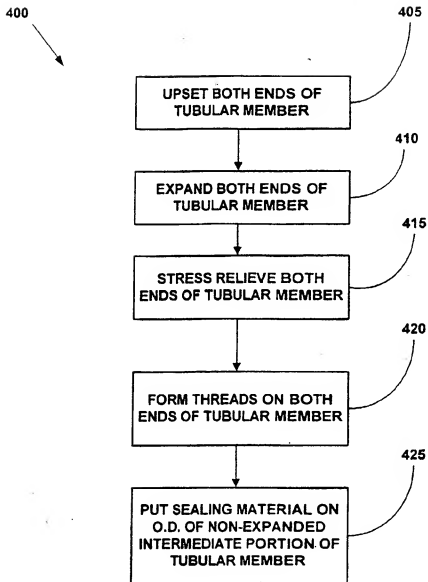 400
405
UPSET BOTH ENDS OF
TUBULAR MEMBER
410
EXPAND BOTH ENDS OF
TUBULAR MEMBER
415
STRESS RELIEVE BOTH
ENDS OF TUBULAR MEMBER
420
FORM THREADS ON BOTH
ENDS OF TUBULAR MEMBER
425
PUT SEALING MATERIAL ON
O.D. OF NON-EXPANDED
INTERMEDIATE PORTION OF
TUBULAR MEMBER